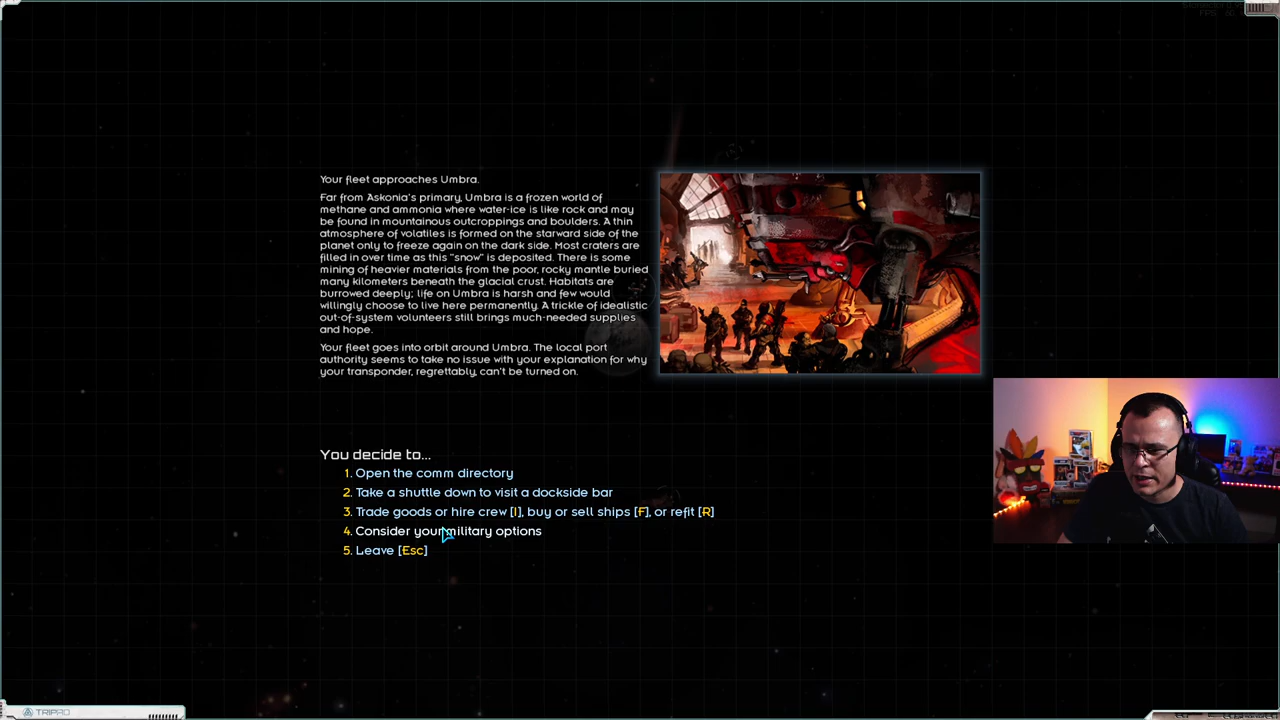 Your fleet approaches Umbra.
Far from Askonia's primary, Umbra is a frozen world of
methane and ammonia where water-ice is like rock and may
be found in mountainous outcroppings and boulders. A thin
atmosphere of volatiles is formed on the starward side of the
planet only to freeze again on the dark side. Most craters are
filled in over time as this "snow" is deposited. There is some
mining of heavier materials from the poor, rocky mantle buried
many kilometers beneath the glacial crust. Habitats are
burrowed deeply; life on Umbra is harsh and few would
willingly choose to live here permanently. A trickle of idealistic
out-of-system volunteers still brings much-needed supplies
and hope.
Your fleet goes into orbit around Umbra. The local port
authority seems to take no issue with your explanation for why
your transponder, regrettably, can't be turned on.
You decide to...
1. Open the comm directory
2. Take a shuttle down to visit a dockside bar
3. Trade goods or hire crew [I], buy or sell ships [F], or refit [R]
4. Consider your military options
5. Leave [Esc]
TRIPAD